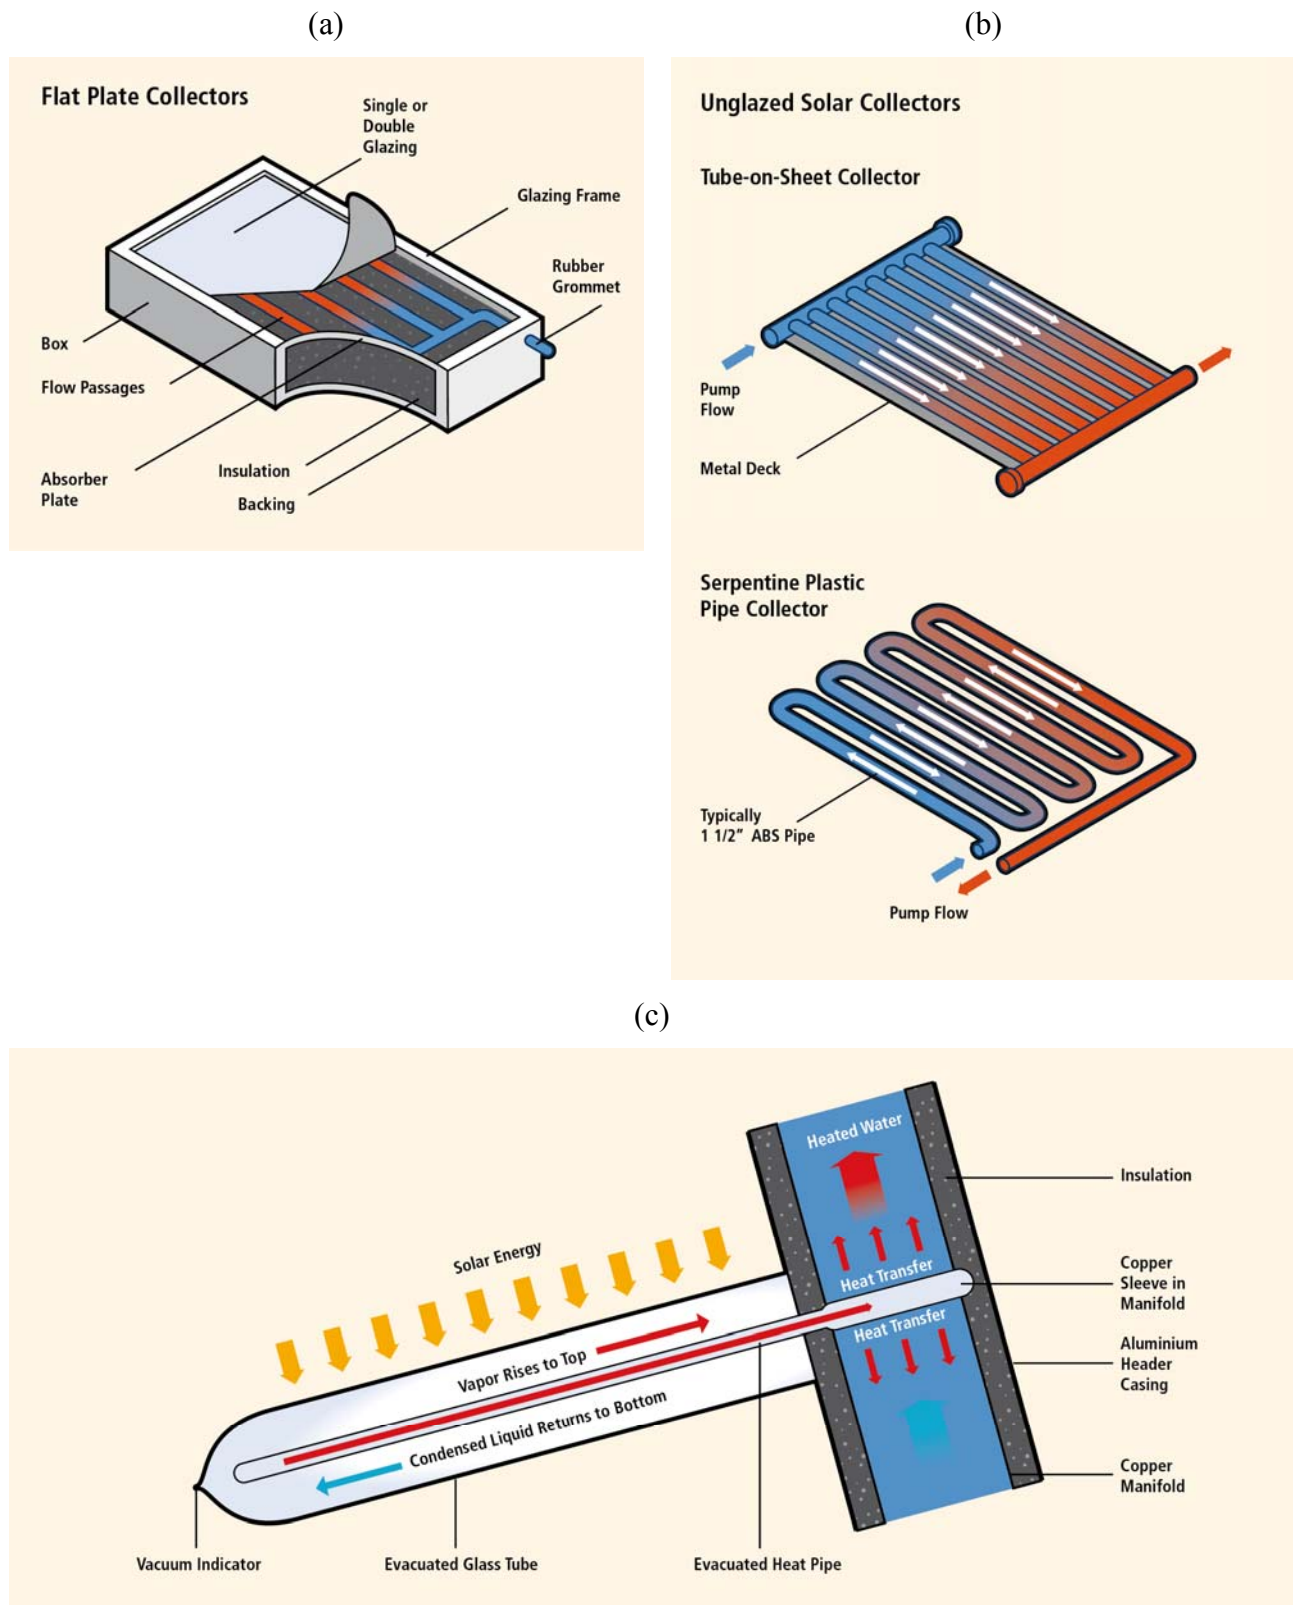 (a)
Flat Plate Collectors
Single or
Double
Glazing
Glazing Frame
Rubber
Grommet
Box
Flow Passages
Absorber
Plate
Insulation
Backing
(b)
Unglazed Solar Collectors
Tube-on-Sheet Collector
Pump
Flow
Metal Deck
Serpentine Plastic
Pipe Collector
Typically
1 1/2" ABS Pipe
Pump Flow
(c)
Heated Water
Insulation
Solar Energy
Heat Transfer
Copper
Sleeve in
Manifold
Heat Transfer
Vapor Rises to Top
Aluminium
Header
Casing
Condensed Liquid Returns to Bottom
Copper
Manifold
Vacuum Indicator
Evacuated Glass Tube
Evacuated Heat Pipe